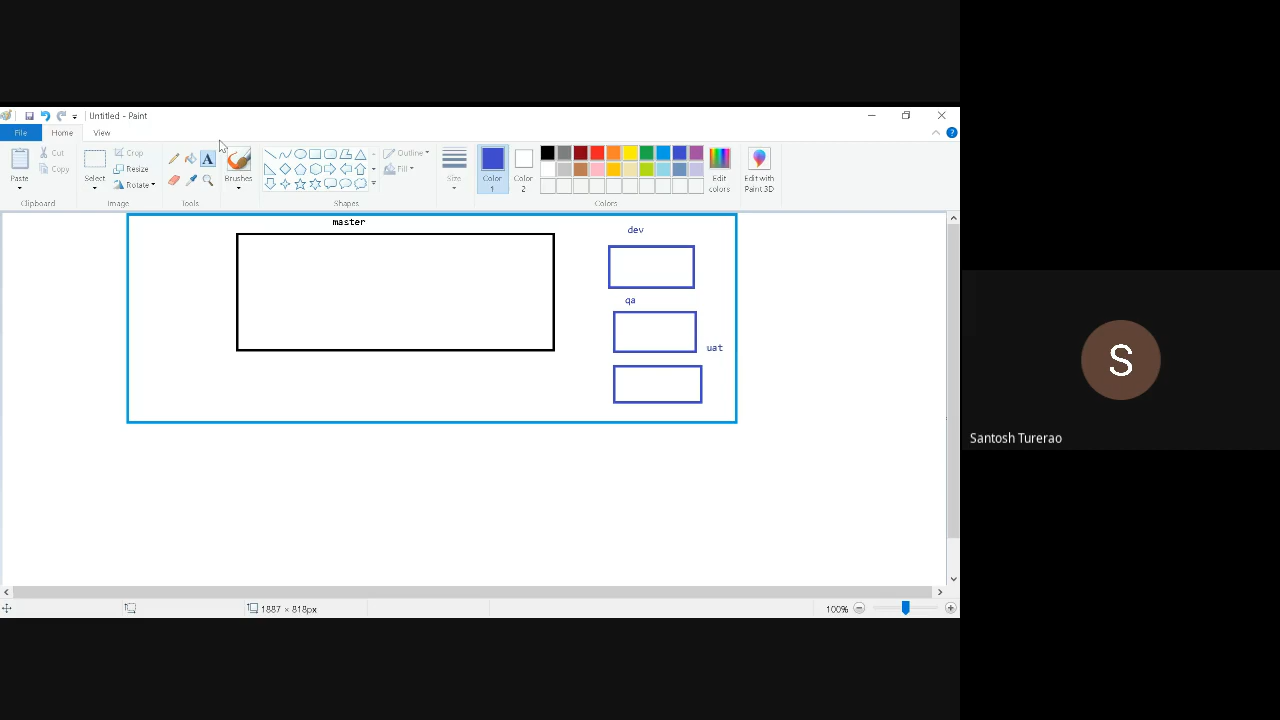 Untitled - Paint
File Home View
Paste
Cut
Copy
Clipboard
Select
Crop
Resize
Rotate
Image
A
Tools
Brushes
Shapes
Outline
Fill
Size
Color 1
Color 2
Colors
Edit colors
Edit with Paint 3D
master
dev
qa
uat
1887 × 818px
100%
S
Santosh Turerao